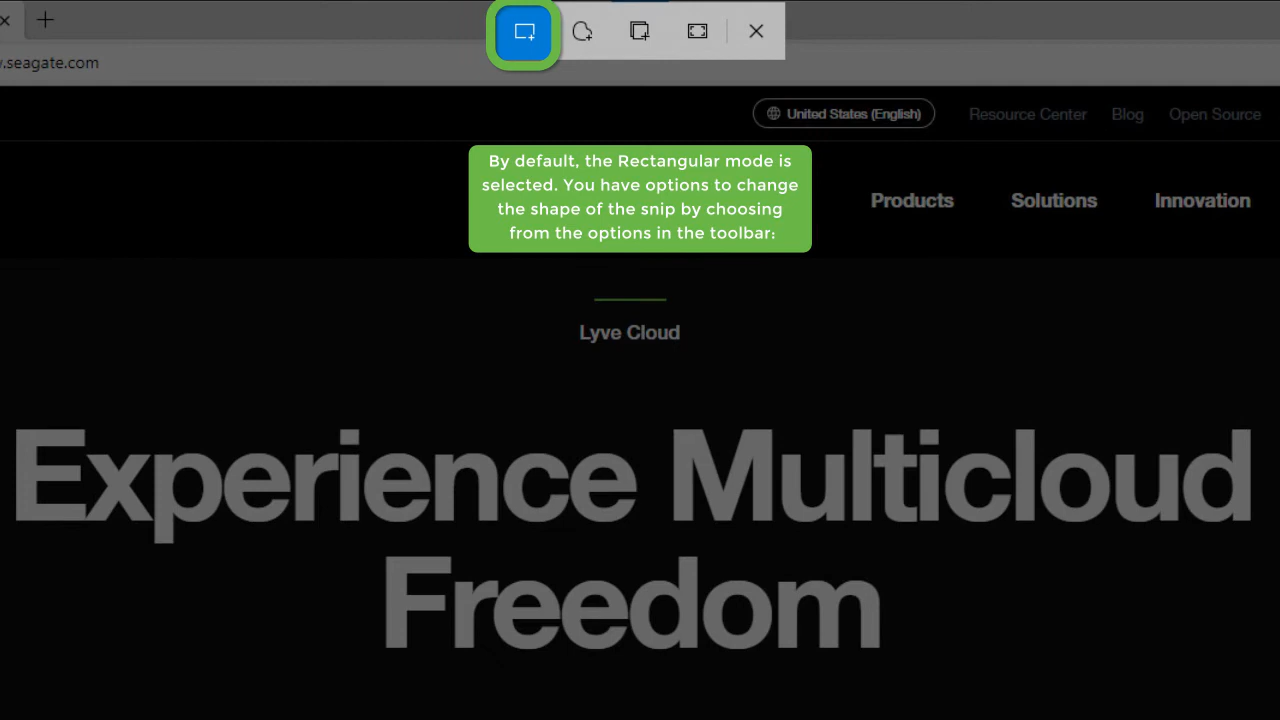 .seagate.com
United States (English)
Resource Center
Blog
Open Source
By default, the Rectangular mode is
selected. You have options to change
the shape of the snip by choosing
from the options in the toolbar:
Products
Solutions
Innovation
Lyve Cloud
Experience Multicloud
Freedom